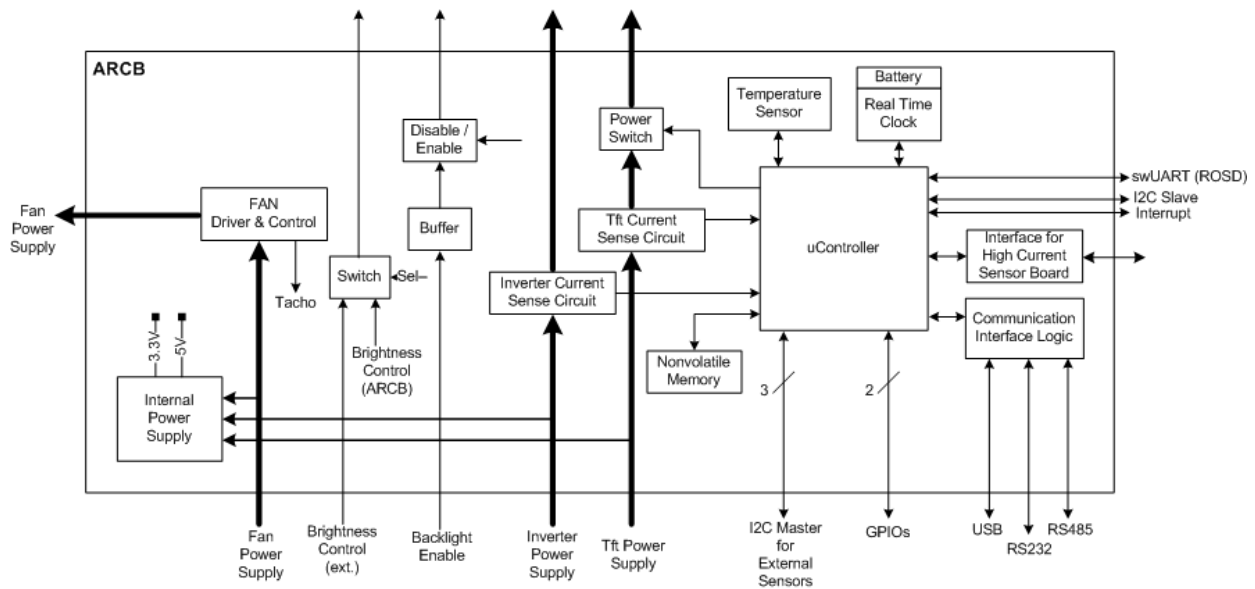 ARCB
Battery
Temperature
Sensor
Real Time
Clock
Power
Switch
Disable /
Enable
swUART (ROSD)
I2C Slave
Interrupt
FAN
Driver & Control
Fan
Power
Supply
Buffer
Tft Current
Sense Circuit
uController
Interface for
High Current
Sensor Board
Switch
Sel
Inverter Current
Sense Circuit
Tacho
Communication
Interface Logic
3.3V
5V
Brightness
Control
(ARCB)
Nonvolatile
Memory
3
2
Internal
Power
Supply
Fan
Power
Supply
Brightness
Control
(ext.)
Backlight
Enable
Inverter
Power
Supply
Tft Power
Supply
I2C Master
for
External
Sensors
GPIOs
USB
RS232
RS485